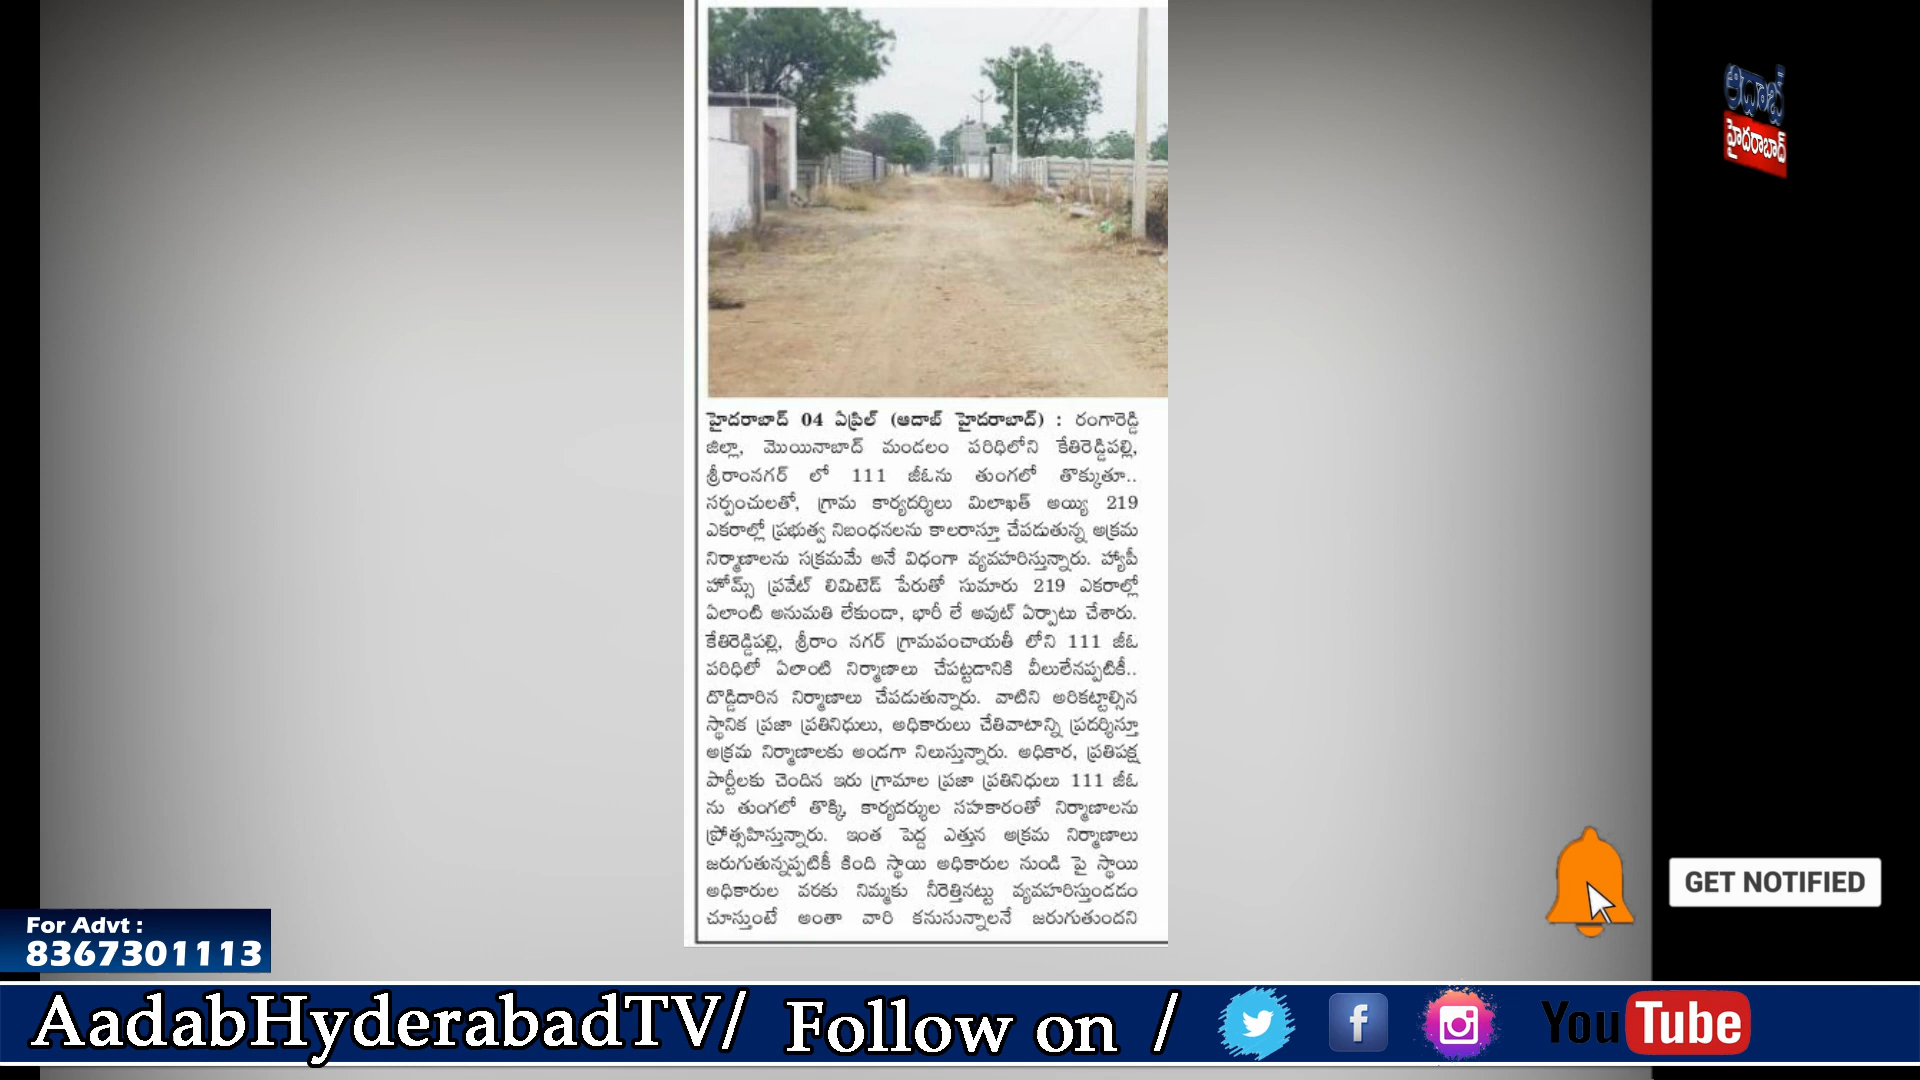 ఆదాబ్
హైదరాబాద్
హైదరాబాద్ 04 ఏప్రిల్ (ఆదాబ్ హైదరాబాద్) : రంగారెడ్డి
జిల్లా, మొయినాబాద్ మండలం పరిధిలోని కేతిరెడ్డిపల్లి,
శ్రీరాంనగర్ లో 111 జీఓను తుంగలో తొక్కుతూ..
సర్పంచులతో, గ్రామ కార్యదర్శిలు మిలాఖత్ అయ్యి 219
ఎకరాల్లో ప్రభుత్వ నిబంధనలను కాలరాస్తూ చేపడుతున్న అక్రమ
నిర్మాణాలను సక్రమమే అనే విధంగా వ్యవహరిస్తున్నారు. హ్యాపీ
హోమ్స్ ప్రవేట్ లిమిటెడ్ పేరుతో సుమారు 219 ఎకరాల్లో
ఏలాంటి అనుమతి లేకుండా, భారీ లే అవుట్ ఏర్పాటు చేశారు.
కేతిరెడ్డిపల్లి, శ్రీరాం నగర్ గ్రామపంచాయతీ లోని 111 జీఓ
పరిధిలో ఏలాంటి నిర్మాణాలు చేపట్టడానికి వీలులేనప్పటికీ..
దొడ్డిదారిన నిర్మాణాలు చేపడుతున్నారు. వాటిని అరికట్టాల్సిన
స్థానిక ప్రజా ప్రతినిధులు, అధికారులు చేతివాటాన్ని ప్రదర్శిస్తూ
అక్రమ నిర్మాణాలకు అండగా నిలుస్తున్నారు. అధికార, ప్రతిపక్ష
పార్టీలకు చెందిన ఇరు గ్రామాల ప్రజా ప్రతినిధులు 111 జీఓ
ను తుంగలో తొక్కి కార్యదర్శుల సహకారంతో నిర్మాణాలను
ప్రోత్సహిస్తున్నారు. ఇంత పెద్ద ఎత్తున అక్రమ నిర్మాణాలు
జరుగుతున్నప్పటికీ కింది స్థాయి అధికారుల నుండి పై స్థాయి
అధికారుల వరకు నిమ్మకు నీరెత్తినట్టు వ్యవహరిస్తుండడం
చూస్తుంటే అంతా వారి కనుసన్నాలనే జరుగుతుందని
GET NOTIFIED
For Advt :
8367301113
AadabHyderabadTV/ Follow on / YouTube